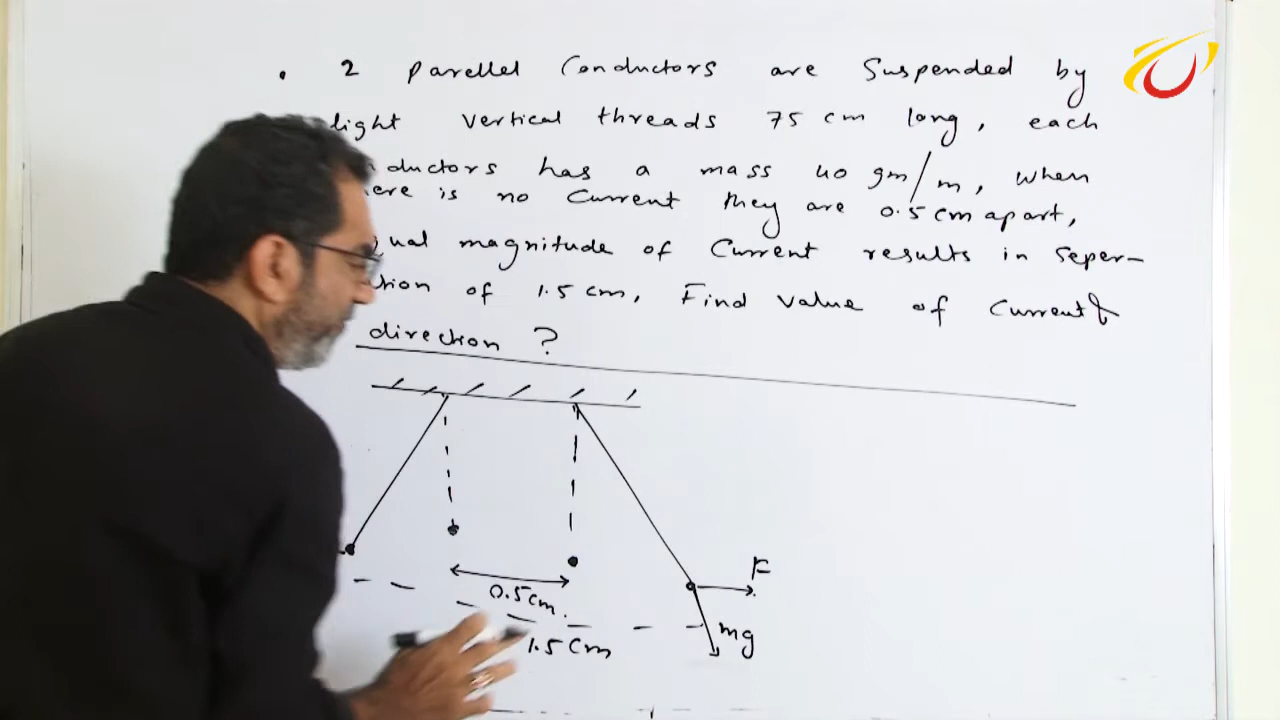 . 2 Parellel Conductors are Suspended by
light Vertical threads 75 cm long, each
ductors has a mass 40 gm/m, When
ere is no Current they are 0.5 cm apart,
ual magnitude of Current results in Seper-
tion of 1.5 cm, Find Value of Current &
direction ?
F
0.5 cm.
mg
1.5 cm